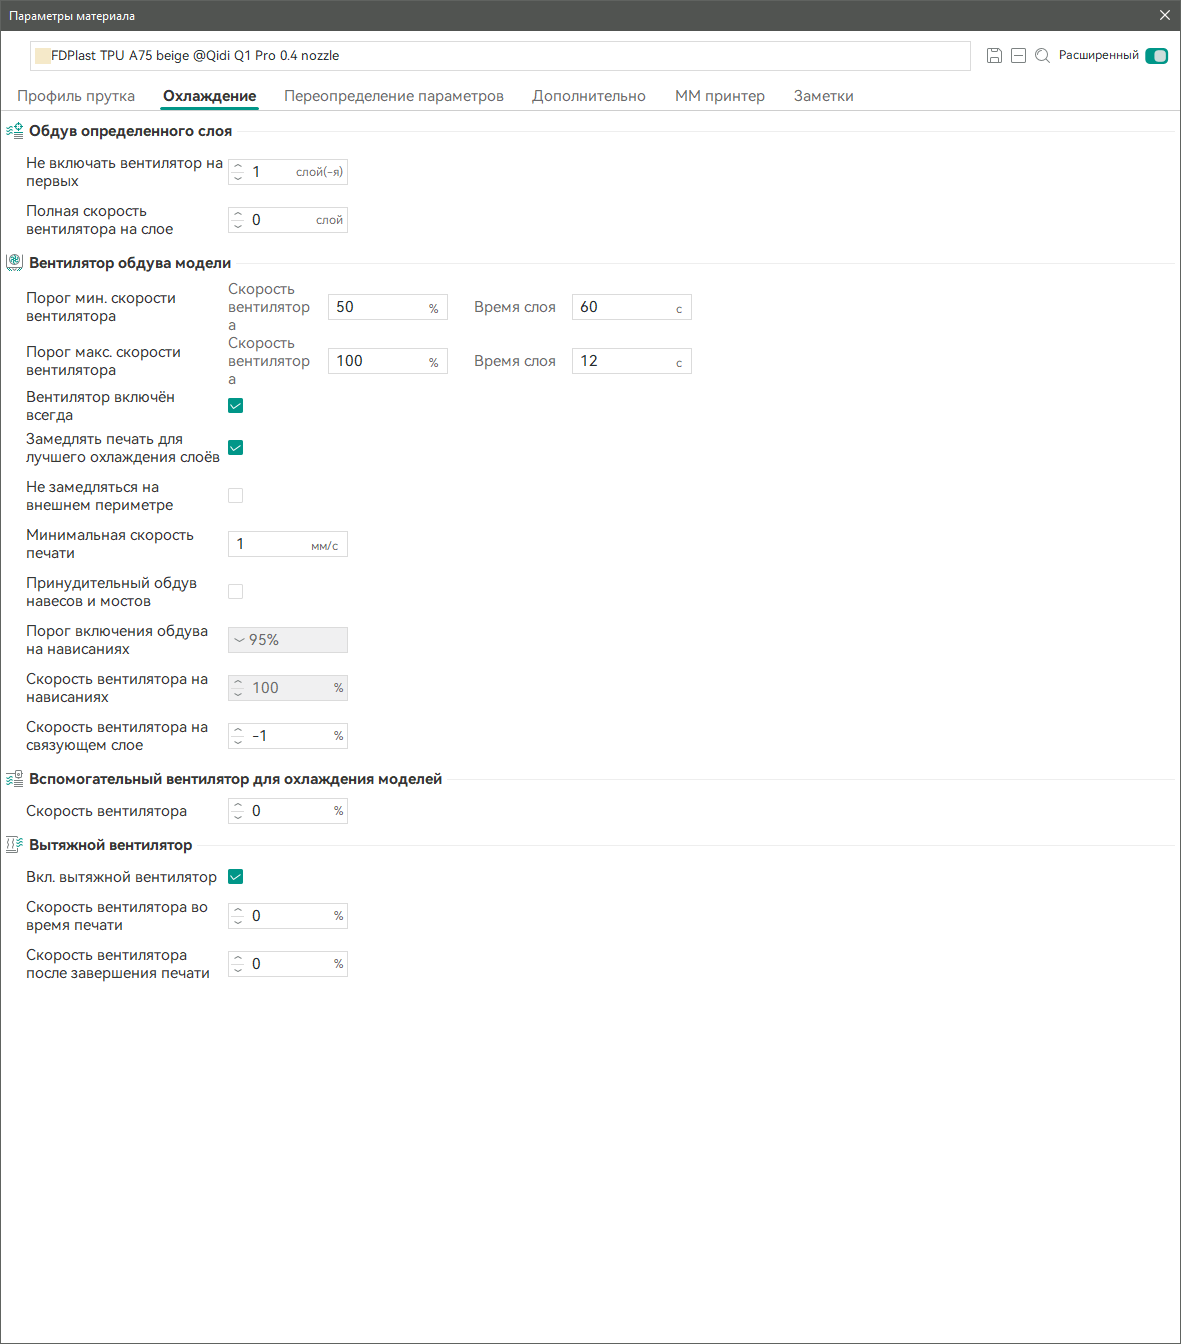 Параметры материала
FDPlast TPU A75 beige @Qidi Q1 Pro 0.4 nozzle
Расширенный
Профиль прутка Охлаждение Переопределение параметров Дополнительно ММ принтер Заметки
Обдув определенного слоя
Не включать вентилятор на
первых
1 слой(-я)
Полная скорость
вентилятора на слое
0 слой
Вентилятор обдува модели
Порог мин. скорости
вентилятора
Скорость
вентилятор
а
50 %
Время слоя
60 с
Порог макс. скорости
вентилятора
Скорость
вентилятор
а
100 %
Время слоя
12 с
Вентилятор включён
всегда
Замедлять печать для
лучшего охлаждения слоёв
Не замедляться на
внешнем периметре
Минимальная скорость
печати
1 мм/с
Принудительный обдув
навесов и мостов
Порог включения обдува
на нависаниях
95%
Скорость вентилятора на
нависаниях
100 %
Скорость вентилятора на
связующем слое
-1 %
Вспомогательный вентилятор для охлаждения моделей
Скорость вентилятора
0 %
Вытяжной вентилятор
Вкл. вытяжной вентилятор
Скорость вентилятора во
время печати
0 %
Скорость вентилятора
после завершения печати
0 %